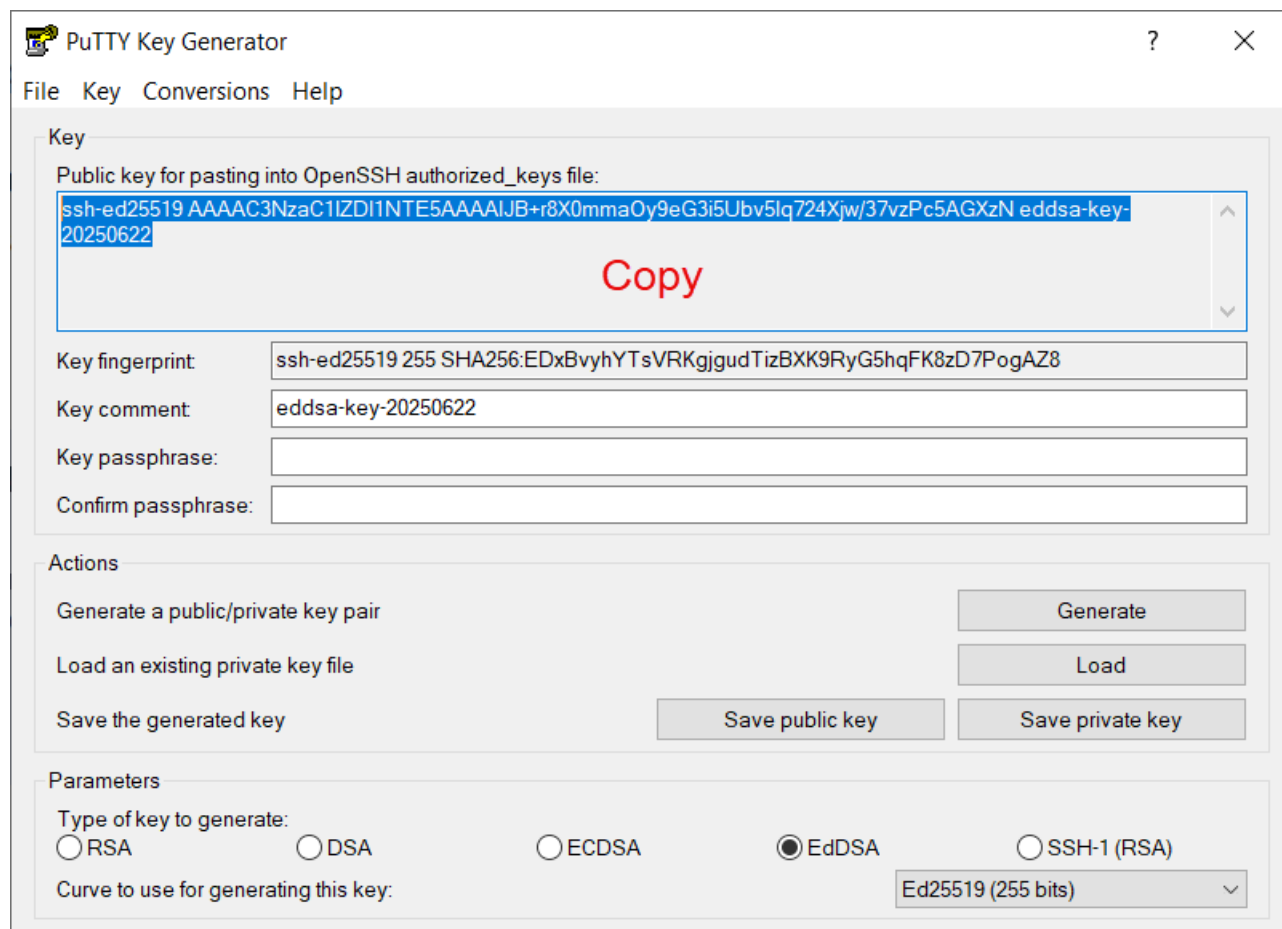 PuTTY Key Generator
?
File Key Conversions Help
Key
Public key for pasting into OpenSSH authorized_keys file:
ssh-ed25519 AAAAC3NzaC1lZDI1NTE5AAAAIJB+r8X0mmaOy9eG3i5Ubv5lq724Xjw/37vzPc5AGXzN eddsa-key-
20250622
Copy
Key fingerprint: ssh-ed25519 255 SHA256:EDxBvyhYTsVRKgjgudTizBXK9RyG5hqFK8zD7PogAZ8
Key comment: eddsa-key-20250622
Key passphrase:
Confirm passphrase:
Actions
Generate a public/private key pair Generate
Load an existing private key file Load
Save the generated key Save public key Save private key
Parameters
Type of key to generate:
RSA DSA ECDSA EdDSA SSH-1 (RSA)
Curve to use for generating this key: Ed25519 (255 bits)